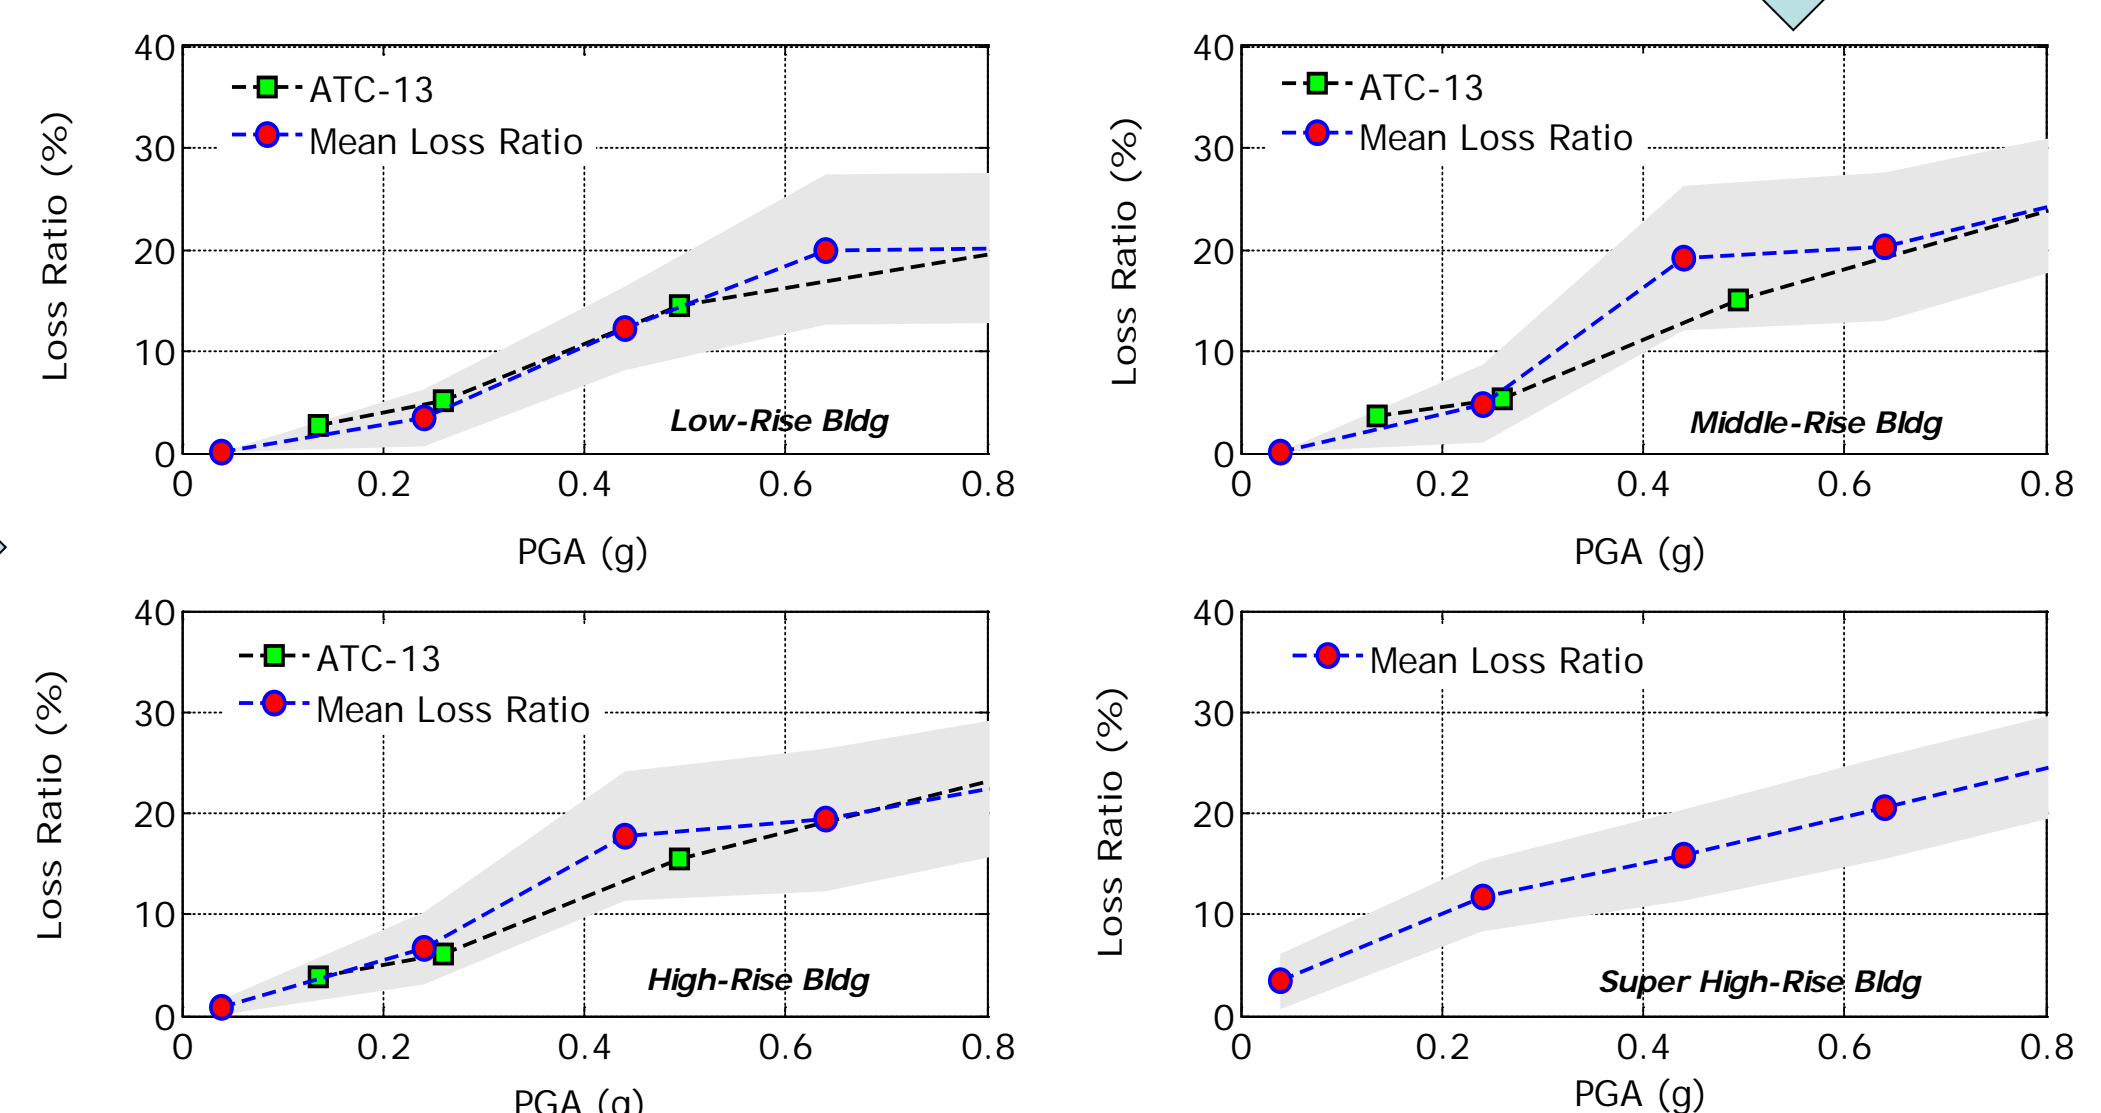 40
30
20
10
0
Loss Ratio (%)
ATC-13
Mean Loss Ratio
Low-Rise Bldg
0 0.2 0.4 0.6 0.8
PGA (g)
40
30
20
10
0
Loss Ratio (%)
ATC-13
Mean Loss Ratio
Middle-Rise Bldg
0 0.2 0.4 0.6 0.8
PGA (g)
40
30
20
10
0
Loss Ratio (%)
ATC-13
Mean Loss Ratio
High-Rise Bldg
0 0.2 0.4 0.6 0.8
PGA (g)
40
30
20
10
0
Loss Ratio (%)
Mean Loss Ratio
Super High-Rise Bldg
0 0.2 0.4 0.6 0.8
PGA (g)